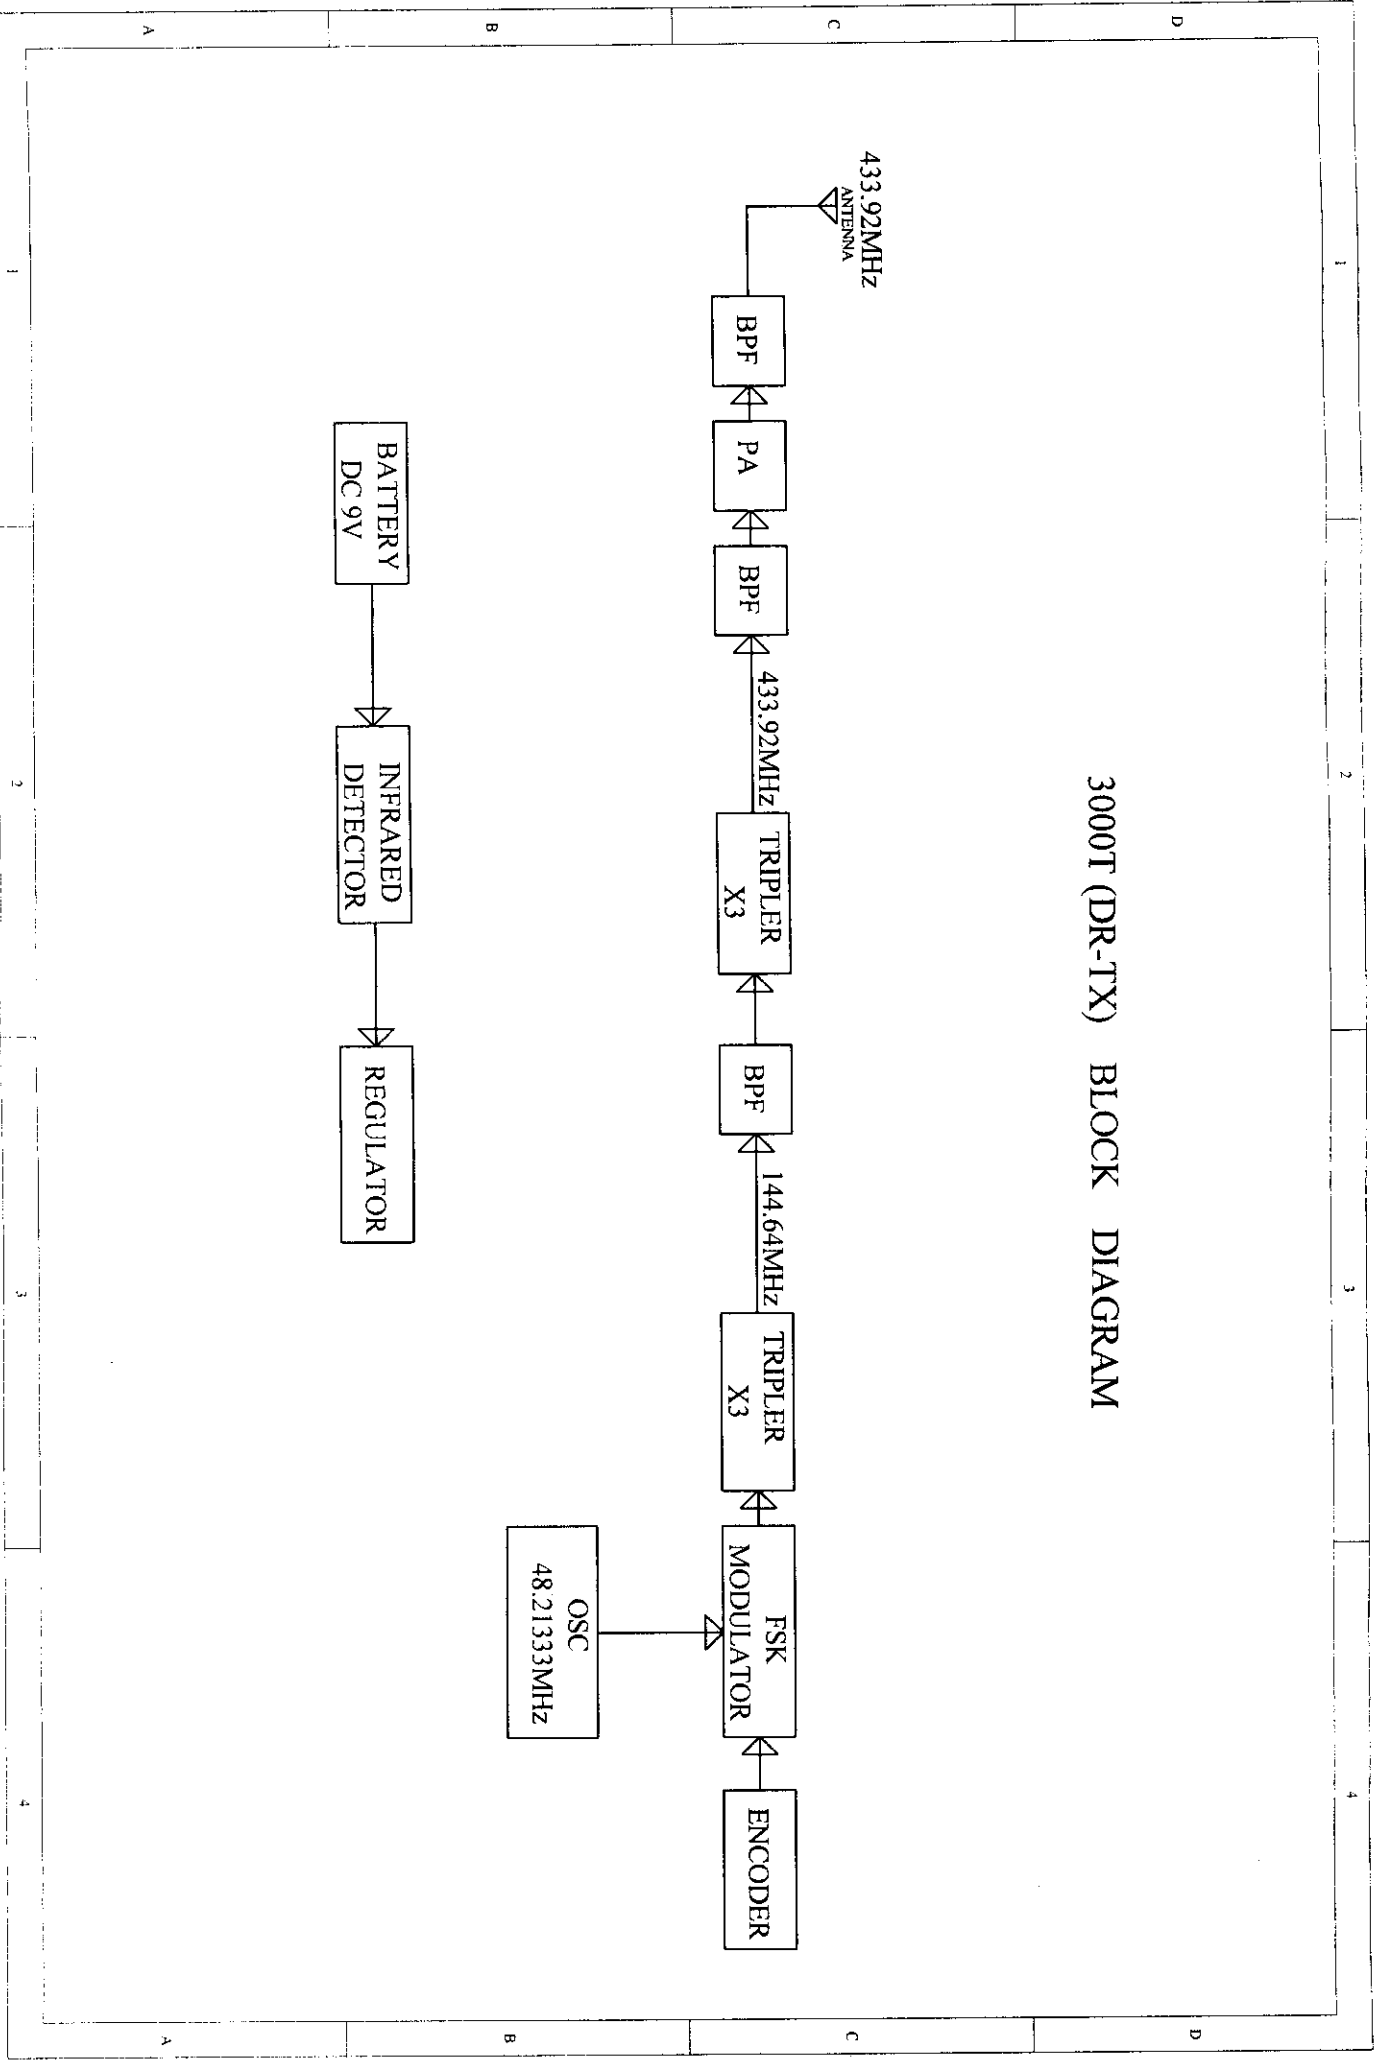 D
C
B
A
1
2
3
4
3000T (DR-TX) BLOCK DIAGRAM
433.92MHz
ANTENNA
BPF
PA
BPF
433.92MHz
TRIPLER
X3
BPF
144.64MHz
TRIPLER
X3
FSK
MODULATOR
ENCODER
OSC
48.21333MHz
BATTERY
DC 9V
INFRARED
DETECTOR
REGULATOR
1
2
3
4
D
C
B
A